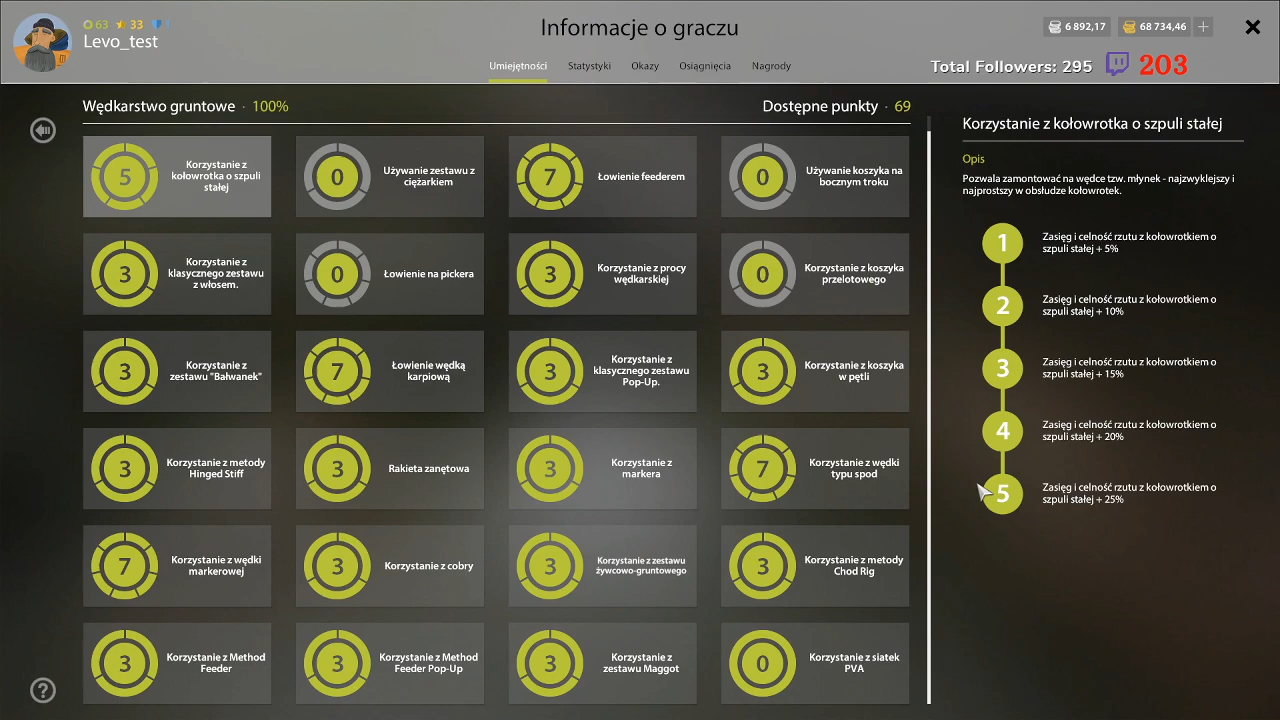 63 33
Levo_test
Informacje o graczu
6 892,17
68 734,46
Umiejętności
Statystyki
Okazy
Osiągnięcia
Nagrody
Total Followers: 295
203
Wędkarstwo gruntowe · 100%
Dostępne punkty · 69
5
Korzystanie z
kołowrotka o szpuli
stałej
0
Używanie zestawu z
ciężarkiem
7
Łowienie feederem
0
Używanie koszyka na
bocznym troku
3
Korzystanie z
klasycznego zestawu
z włosem.
0
Łowienie na pickera
3
Korzystanie z procy
wędkarskiej
0
Korzystanie z koszyka
przelotowego
3
Korzystanie z
zestawu "Bałwanek"
7
Łowienie wędką
karpiową
3
Korzystanie z
klasycznego zestawu
Pop-Up.
3
Korzystanie z koszyka
w pętli
3
Korzystanie z metody
Hinged Stiff
3
Rakieta zanętowa
3
Korzystanie z
markera
7
Korzystanie z wędki
typu spod
7
Korzystanie z wędki
markerowej
3
Korzystanie z cobry
3
Korzystanie z zestawu
żywcowo-gruntowego
3
Korzystanie z metody
Chod Rig
3
Korzystanie z Method
Feeder
3
Korzystanie z Method
Feeder Pop-Up
3
Korzystanie z
zestawu Maggot
0
Korzystanie z siatek
PVA
Korzystanie z kołowrotka o szpuli stałej
Opis
Pozwala zamontować na wędce tzw. młynek - najzwyklejszy i
najprostszy w obsłudze kołowrotek.
1
Zasięg i celność rzutu z kołowrotkiem o
szpuli stałej + 5%
2
Zasięg i celność rzutu z kołowrotkiem o
szpuli stałej + 10%
3
Zasięg i celność rzutu z kołowrotkiem o
szpuli stałej + 15%
4
Zasięg i celność rzutu z kołowrotkiem o
szpuli stałej + 20%
5
Zasięg i celność rzutu z kołowrotkiem o
szpuli stałej + 25%
?